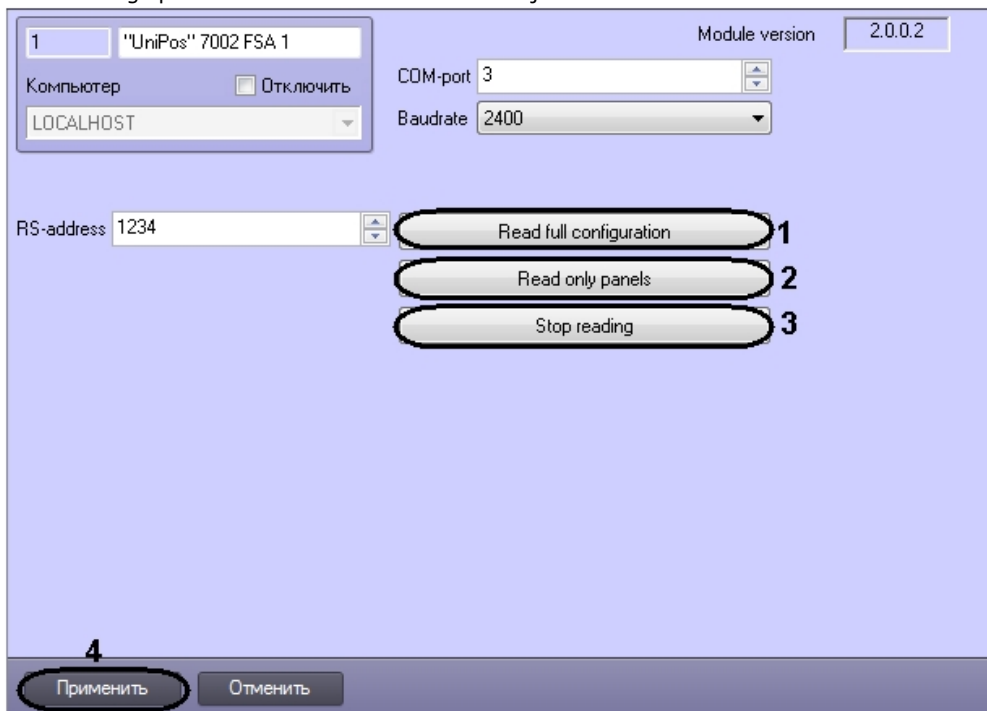 1 "UniPos" 7002 FSA 1
Module version 2.0.0.2
Компьютер Отключить
LOCALHOST
COM-port 3
Baudrate 2400
RS-address 1234
Read full configuration 1
Read only panels 2
Stop reading 3
4
Применить Отменить